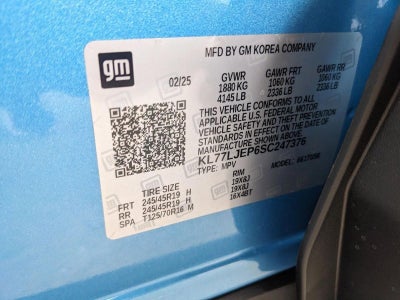 gm
MFD BY GM KOREA COMPANY
02/25 GVWR GAWR FRT GAWR RR
1880 KG 1060 KG 1060 KG
4145 LB 2336 LB 2336 LB
THIS VEHICLE CONFORMS TO ALL
APPLICABLE U.S. FEDERAL MOTOR
VEHICLE SAFETY AND THEFT PREVENTION
STANDARDS IN EFFECT ON THE DATE OF
MANUFACTURE SHOWN ABOVE.
KL77LJEP6SC247376
TYPE: MPV
TIRE SIZE RIM
FRT 245/45R19 H 19X8J
RR 245/45R19 H 19X8J
SPA T125/70R16 M 16X4BT